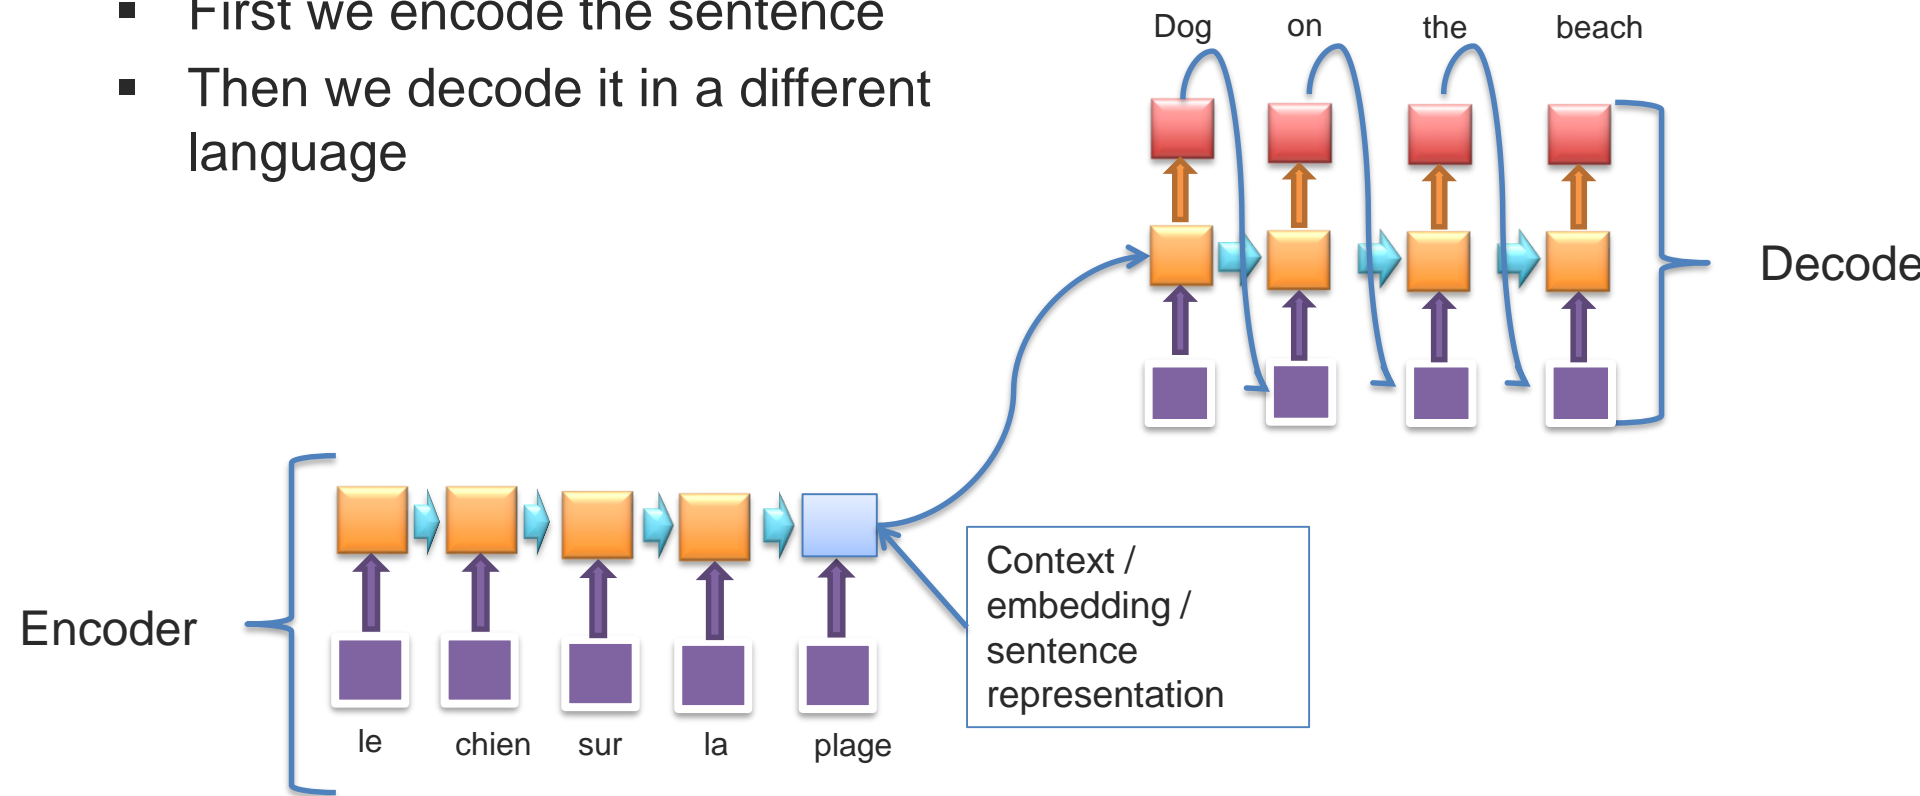 ▪ First we encode the sentence
▪ Then we decode it in a different
language
Dog on the beach
Decode
Context /
embedding /
sentence
representation
Encoder
le chien sur la plage